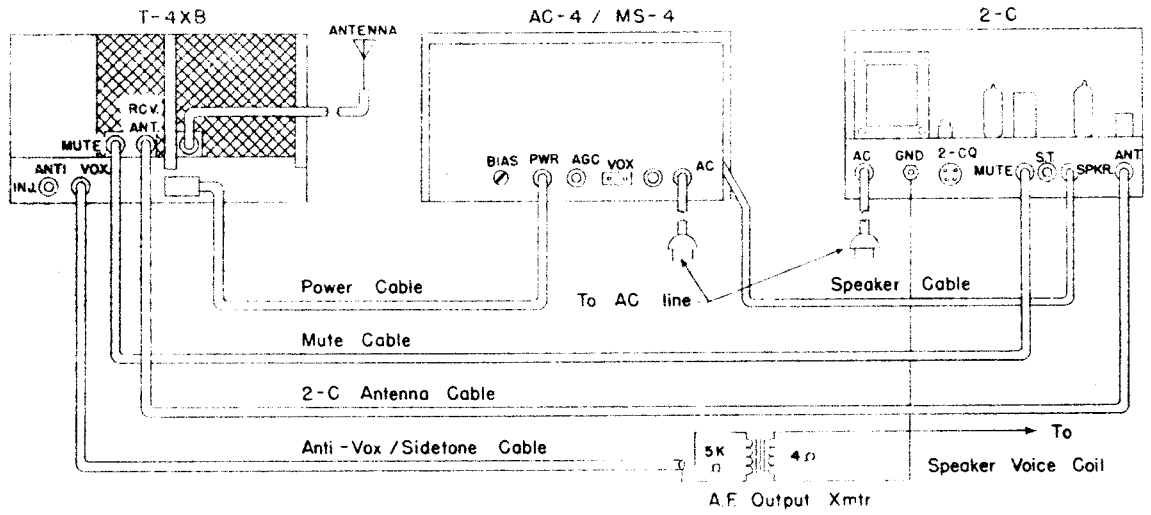 T-4XB
AC-4 / MS-4
2-C
ANTENNA
RCV.
ANT.
MUTE
ANTI VOX
INJ.
BIAS
PWR
AGC
VOX
AC
AC
GND
2-CQ
MUTE
S.T.
SPKR.
ANT
Power Cable
To AC line
Speaker Cable
Mute Cable
2-C Antenna Cable
Anti-Vox/Sidetone Cable
5K
Ω
4Ω
To
Speaker Voice Coil
A.F. Output Xmtr